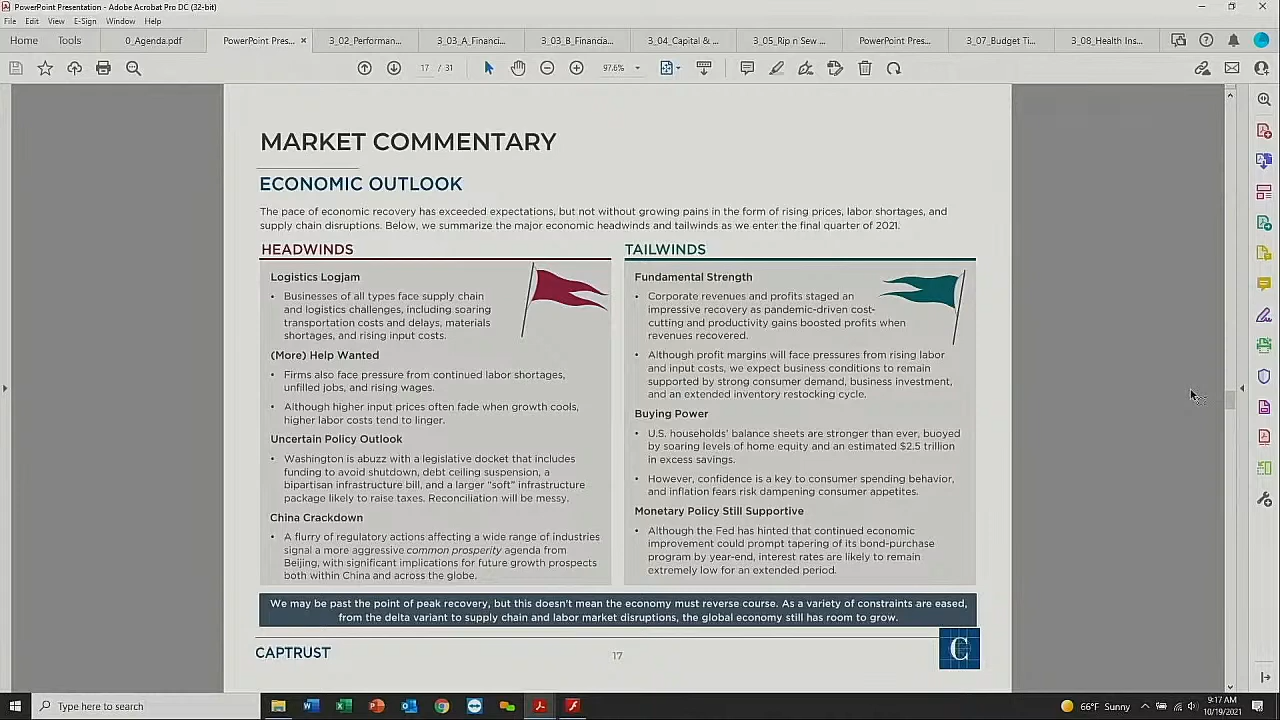 PowerPoint Presentation - Adobe Acrobat Pro DC (32-bit)
File Edit View E-Sign Window Help
Home Tools 0_Agenda.pdf PowerPoint Pres... × 3_02_Performan... 3_03_A_Financi... 3_03_B_Financia... 3_04_Capital & ... 3_05_Rip n Sew ... PowerPoint Pres... 3_07_Budget Ti... 3_08_Health Ins...
17 / 31 97.6%
MARKET COMMENTARY
ECONOMIC OUTLOOK
The pace of economic recovery has exceeded expectations, but not without growing pains in the form of rising prices, labor shortages, and
supply chain disruptions. Below, we summarize the major economic headwinds and tailwinds as we enter the final quarter of 2021.
HEADWINDS
Logistics Logjam
• Businesses of all types face supply chain
and logistics challenges, including soaring
transportation costs and delays, materials
shortages, and rising input costs.
(More) Help Wanted
• Firms also face pressure from continued labor shortages,
unfilled jobs, and rising wages.
• Although higher input prices often fade when growth cools,
higher labor costs tend to linger.
Uncertain Policy Outlook
• Washington is abuzz with a legislative docket that includes
funding to avoid shutdown, debt ceiling suspension, a
bipartisan infrastructure bill, and a larger "soft" infrastructure
package likely to raise taxes. Reconciliation will be messy.
China Crackdown
• A flurry of regulatory actions affecting a wide range of industries
signal a more aggressive common prosperity agenda from
Beijing, with significant implications for future growth prospects
both within China and across the globe.
TAILWINDS
Fundamental Strength
• Corporate revenues and profits staged an
impressive recovery as pandemic-driven cost-
cutting and productivity gains boosted profits when
revenues recovered.
• Although profit margins will face pressures from rising labor
and input costs, we expect business conditions to remain
supported by strong consumer demand, business investment,
and an extended inventory restocking cycle.
Buying Power
• U.S. households' balance sheets are stronger than ever, buoyed
by soaring levels of home equity and an estimated $2.5 trillion
in excess savings.
• However, confidence is a key to consumer spending behavior,
and inflation fears risk dampening consumer appetites.
Monetary Policy Still Supportive
• Although the Fed has hinted that continued economic
improvement could prompt tapering of its bond-purchase
program by year-end, interest rates are likely to remain
extremely low for an extended period.
We may be past the point of peak recovery, but this doesn't mean the economy must reverse course. As a variety of constraints are eased,
from the delta variant to supply chain and labor market disruptions, the global economy still has room to grow.
CAPTRUST
17
C
Type here to search
66°F Sunny
9:17 AM
10/19/2021